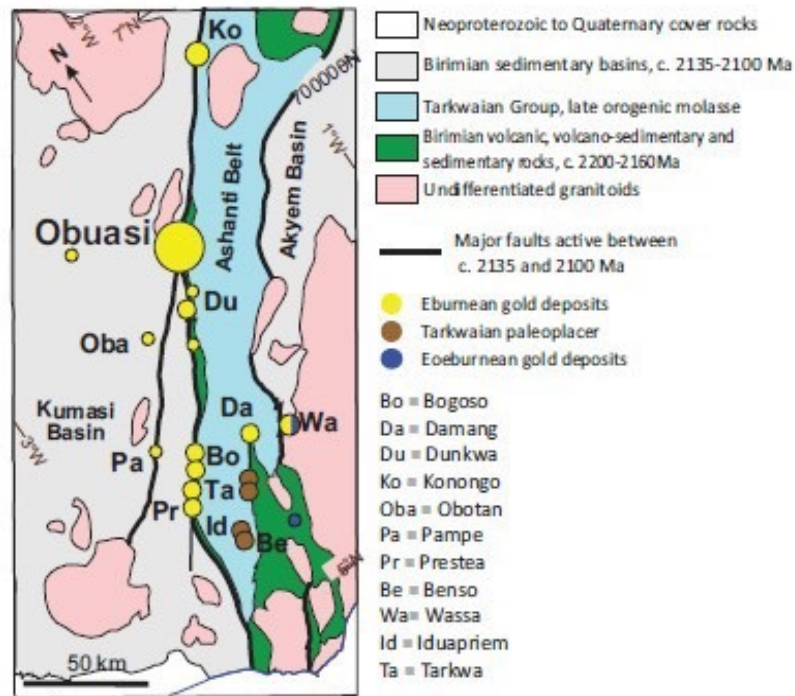 2°W
7°N
N
Ko
700000N
1°W
Ashanti Belt
Akyem Basin
Obuasi
Du
Oba
Kumasi
Basin
3°W
Da
Wa
Pa
Bo
Ta
Pr
Id
Be
50 km
Neoproterozoic to Quaternary cover rocks
Birimian sedimentary basins, c. 2135-2100 Ma
Tarkwaian Group, late orogenic molasse
Birimian volcanic, volcano-sedimentary and
sedimentary rocks, c. 2200-2160Ma
Undifferentiated granitoids
Major faults active between
c. 2135 and 2100 Ma
Eburnean gold deposits
Tarkwaian paleoplacer
Eoeburnean gold deposits
Bo = Bogoso
Da = Damang
Du = Dunkwa
Ko = Konongo
Oba = Obotan
Pa = Pampe
Pr = Prestea
Be = Benso
Wa = Wassa
Id = Iduapriem
Ta = Tarkwa